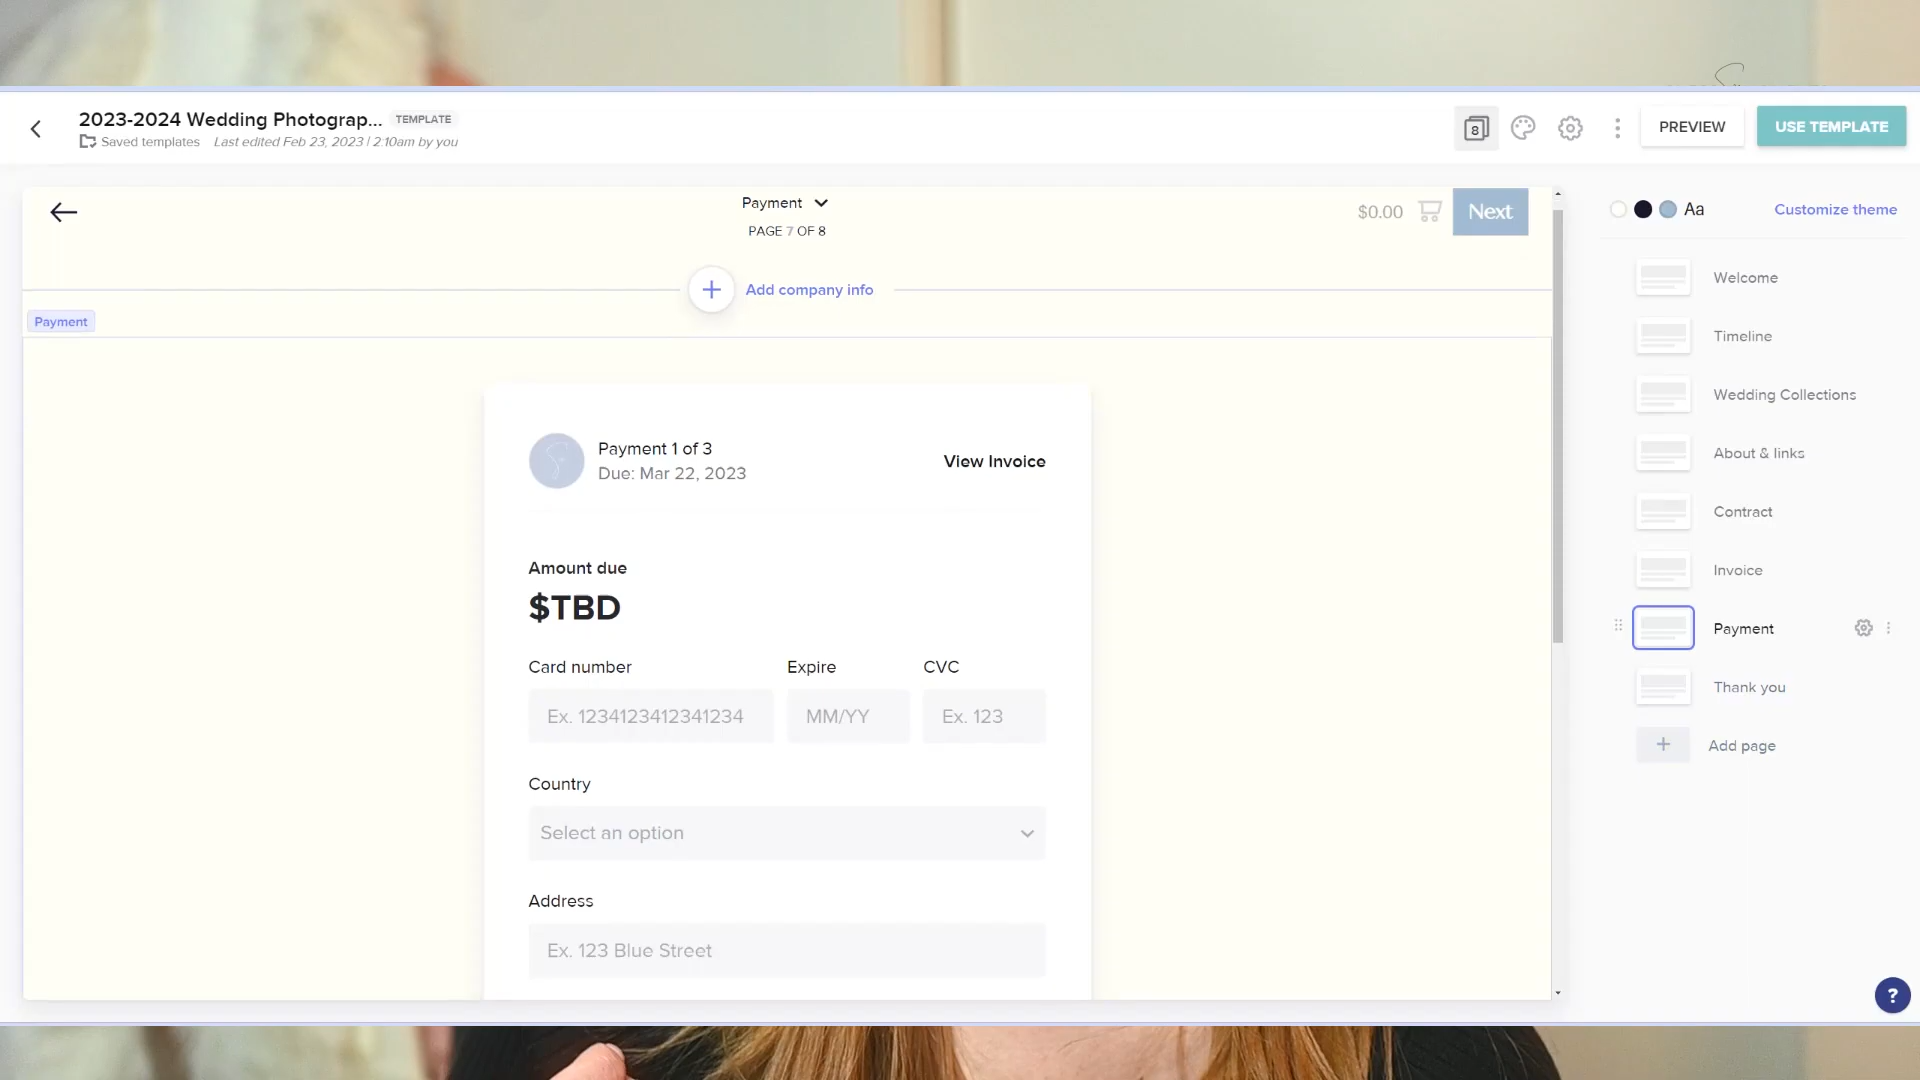 2023-2024 Wedding Photograp...
TEMPLATE
Saved templates
Last edited Feb 23, 2023 | 2:10am by you
8
PREVIEW
USE TEMPLATE
Payment
PAGE 7 OF 8
$0.00
Next
Add company info
Payment
Payment 1 of 3
Due: Mar 22, 2023
View Invoice
Amount due
$TBD
Card number
Expire
CVC
Ex. 1234123412341234
MM/YY
Ex. 123
Country
Select an option
Address
Ex. 123 Blue Street
Aa
Customize theme
Welcome
Timeline
Wedding Collections
About & links
Contract
Invoice
Payment
Thank you
Add page
?